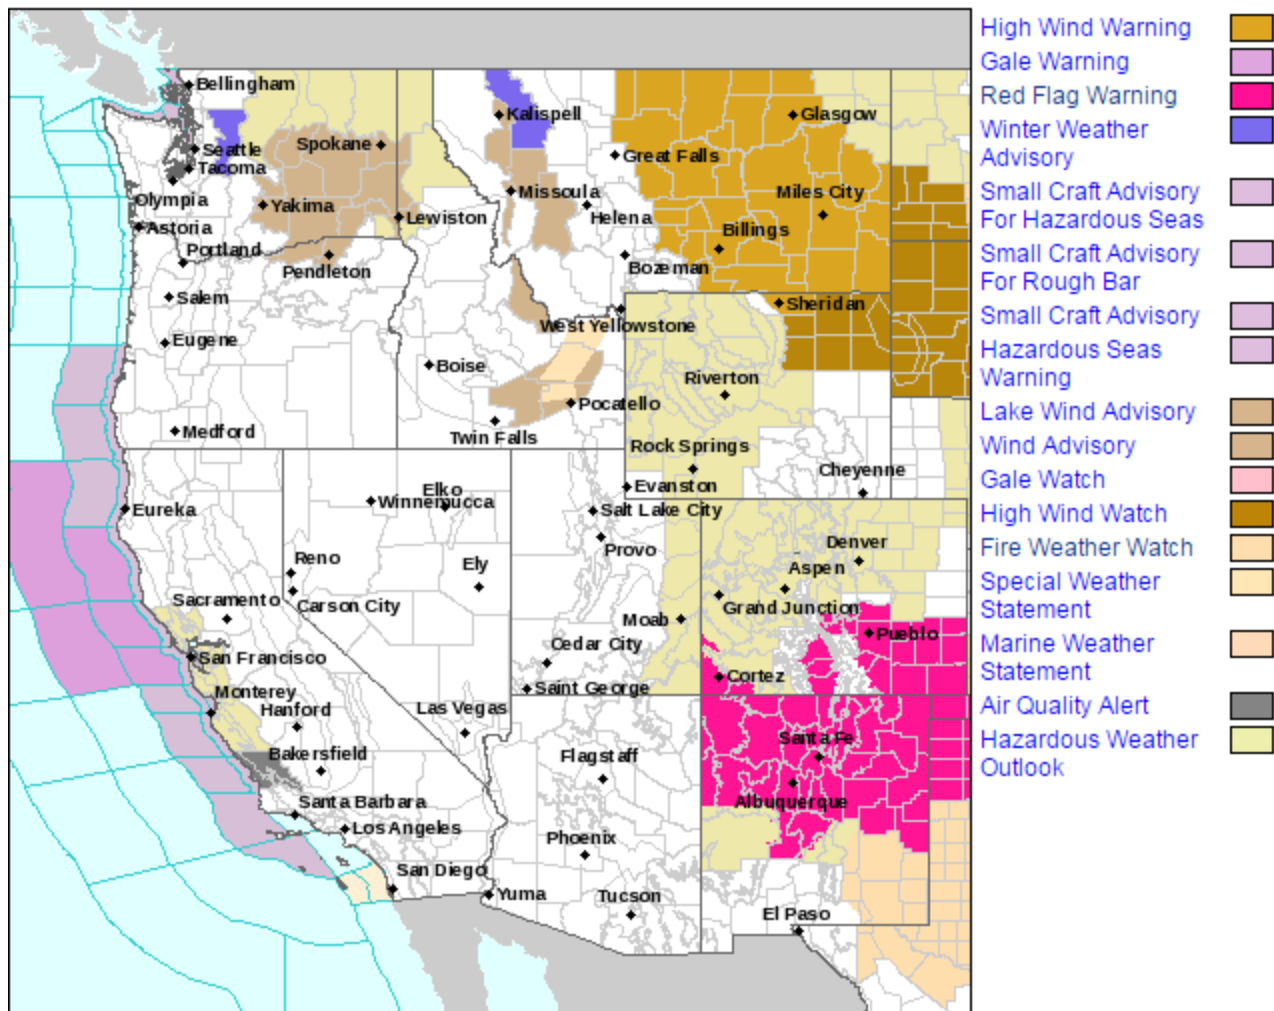 High Wind Warning
Gale Warning
Red Flag Warning
Winter Weather
Advisory
Small Craft Advisory
For Hazardous Seas
Small Craft Advisory
For Rough Bar
Small Craft Advisory
Hazardous Seas
Warning
Lake Wind Advisory
Wind Advisory
Gale Watch
High Wind Watch
Fire Weather Watch
Special Weather
Statement
Marine Weather
Statement
Air Quality Alert
Hazardous Weather
Outlook
Bellingham
Seattle
Tacoma
Olympia
Astoria
Portland
Salem
Eugene
Medford
Spokane
Yakima
Pendleton
Lewiston
Kalispell
Missoula
Helena
Great Falls
Glasgow
Miles City
Billings
Bozeman
West Yellowstone
Sheridan
Boise
Pocatello
Twin Falls
Riverton
Rock Springs
Evanston
Cheyenne
Eureka
Winnemucca
Elko
Reno
Carson City
Ely
Salt Lake City
Provo
Moab
Cedar City
Saint George
Denver
Aspen
Grand Junction
Pueblo
Cortez
Sacramento
San Francisco
Monterey
Hanford
Bakersfield
Las Vegas
Santa Barbara
Los Angeles
San Diego
Yuma
Flagstaff
Phoenix
Tucson
Santa Fe
Albuquerque
El Paso